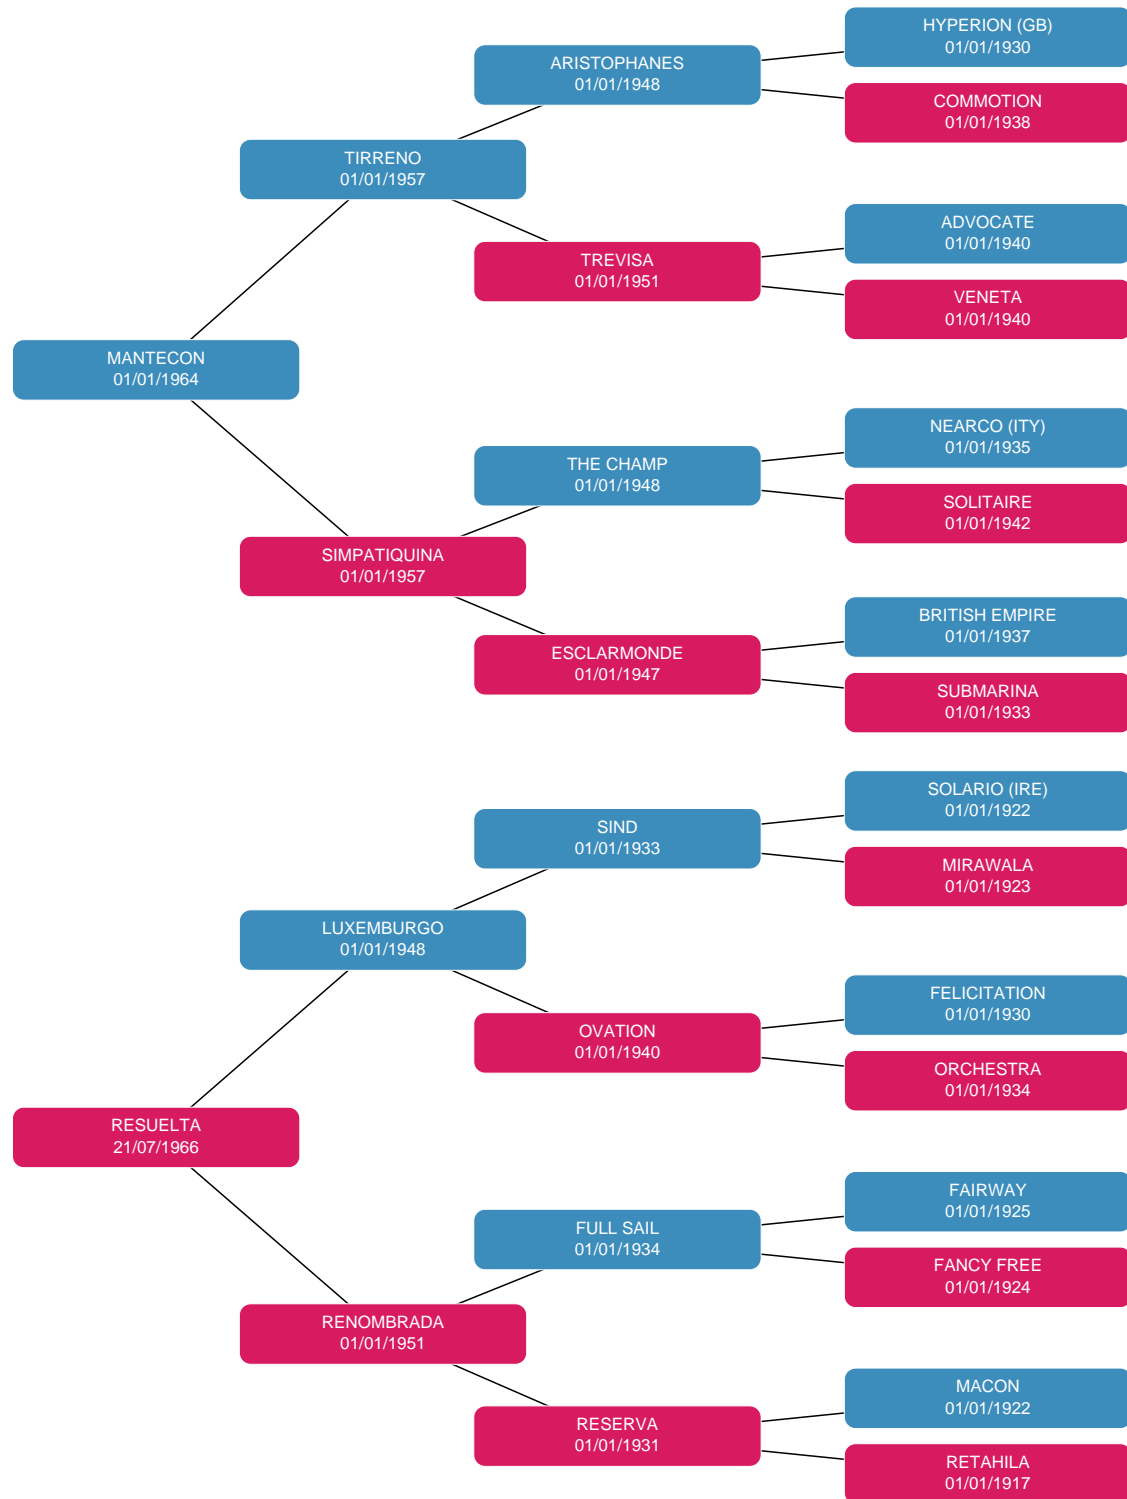 HYPERION (GB)
01/01/1930
ARISTOPHANES
01/01/1948
COMMOTION
01/01/1938
TIRRENO
01/01/1957
ADVOCATE
01/01/1940
TREVISA
01/01/1951
VENETA
01/01/1940
MANTECON
01/01/1964
NEARCO (ITY)
01/01/1935
THE CHAMP
01/01/1948
SOLITAIRE
01/01/1942
SIMPATIQUINA
01/01/1957
BRITISH EMPIRE
01/01/1937
ESCLARMONDE
01/01/1947
SUBMARINA
01/01/1933
SOLARIO (IRE)
01/01/1922
SIND
01/01/1933
MIRAWALA
01/01/1923
LUXEMBURGO
01/01/1948
FELICITATION
01/01/1930
OVATION
01/01/1940
ORCHESTRA
01/01/1934
RESUELTA
21/07/1966
FAIRWAY
01/01/1925
FULL SAIL
01/01/1934
FANCY FREE
01/01/1924
RENOMBRADA
01/01/1951
MACON
01/01/1922
RESERVA
01/01/1931
RETAHILA
01/01/1917